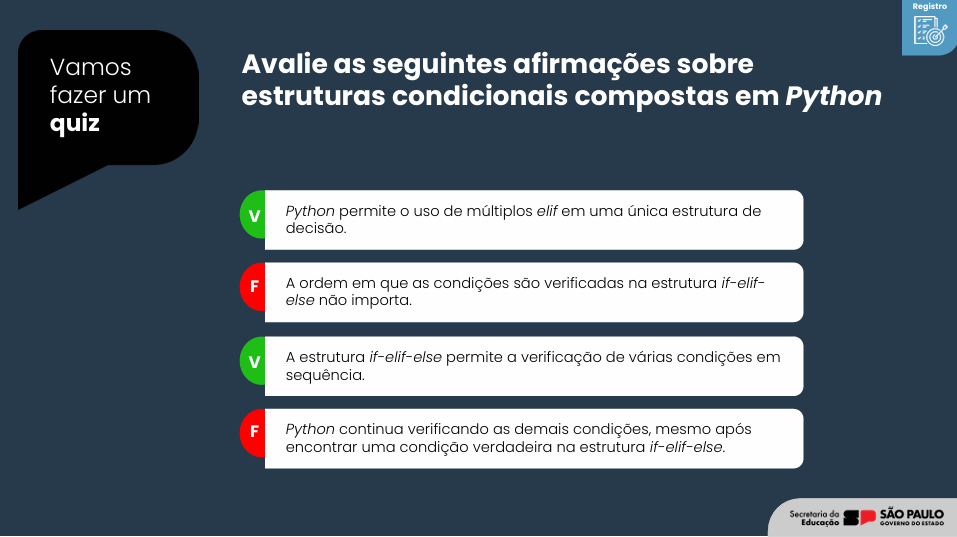 Registro
Vamos
fazer um
quiz
Avalie as seguintes afirmações sobre
estruturas condicionais compostas em Python
V
Python permite o uso de múltiplos elif em uma única estrutura de
decisão.
F
A ordem em que as condições são verificadas na estrutura if-elif-
else não importa.
V
A estrutura if-elif-else permite a verificação de várias condições em
sequência.
F
Python continua verificando as demais condições, mesmo após
encontrar uma condição verdadeira na estrutura if-elif-else.
Secretaria da
Educação
SP
SÃO PAULO
GOVERNO DO ESTADO